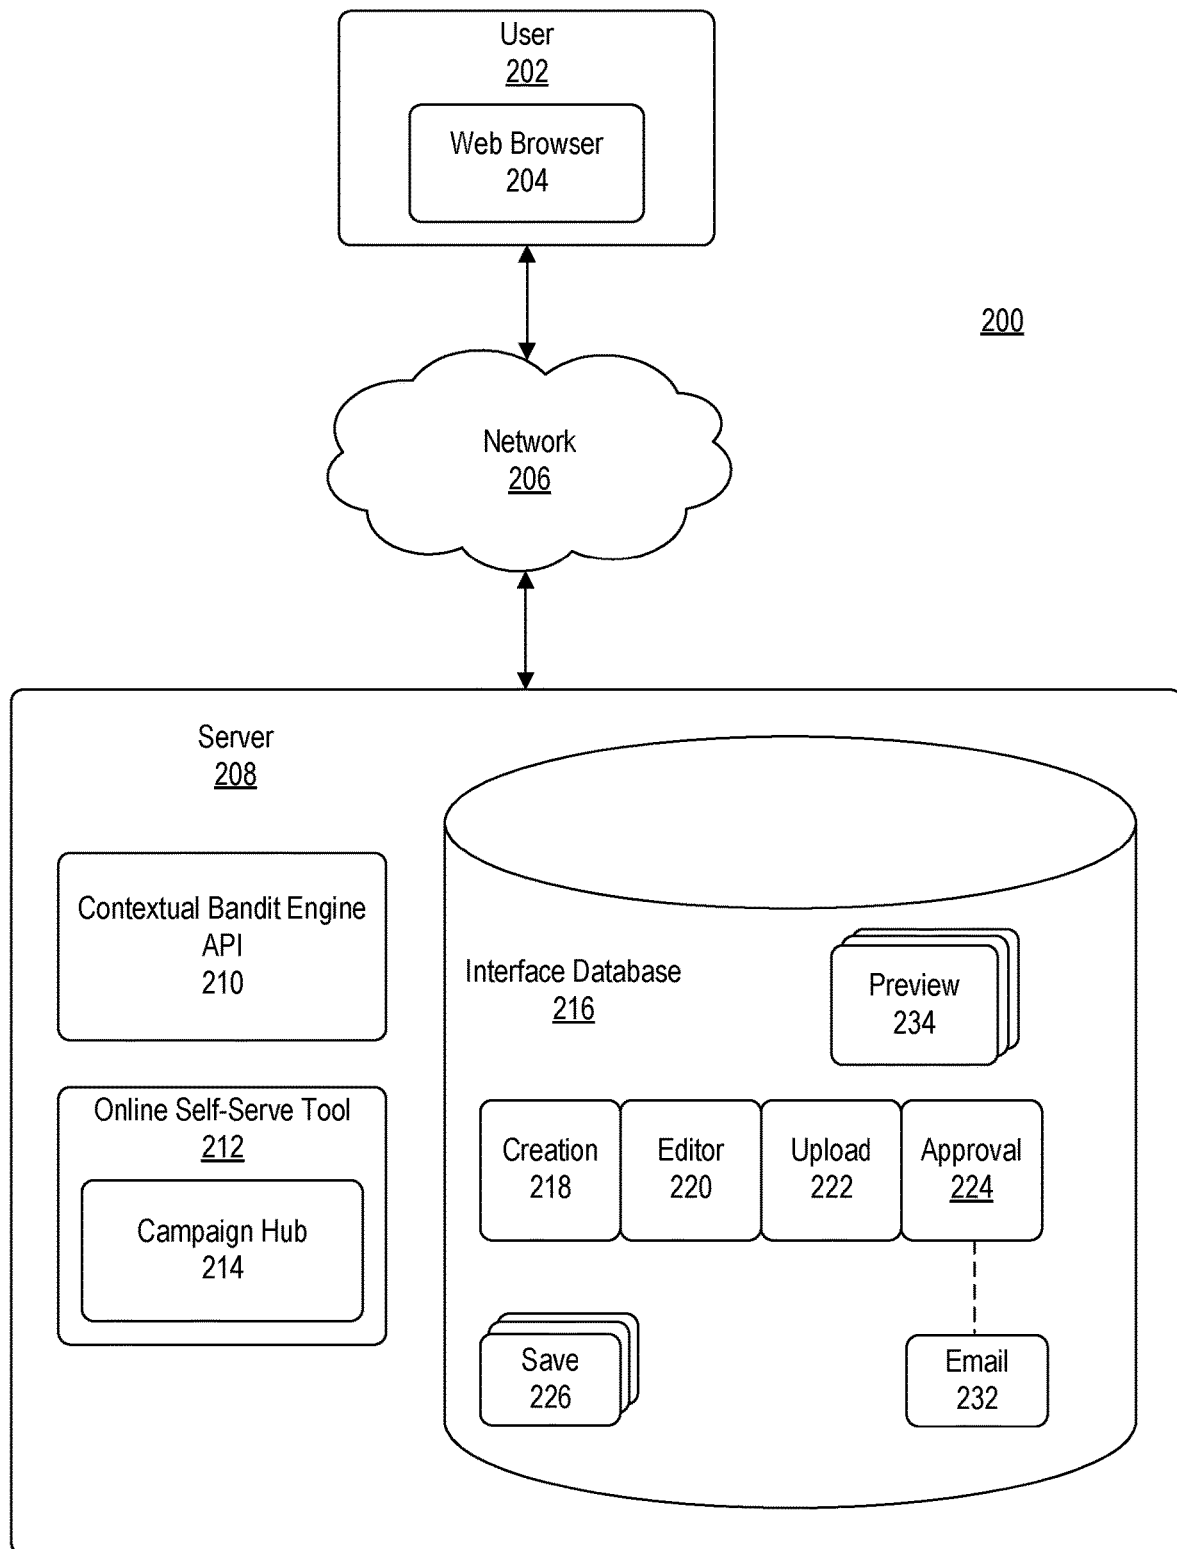 User
202
Web Browser
204
200
Network
206
Server
208
Contextual Bandit Engine
API
210
Online Self-Serve Tool
212
Campaign Hub
214
Interface Database
216
Preview
234
Creation
218
Editor
220
Upload
222
Approval
224
Save
226
Email
232